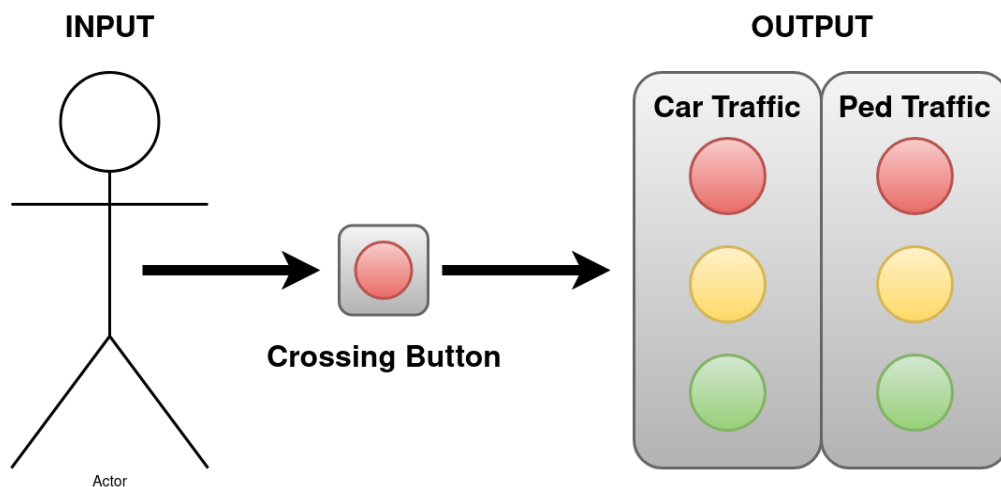 INPUT
OUTPUT
Car Traffic
Ped Traffic
Crossing Button
Actor